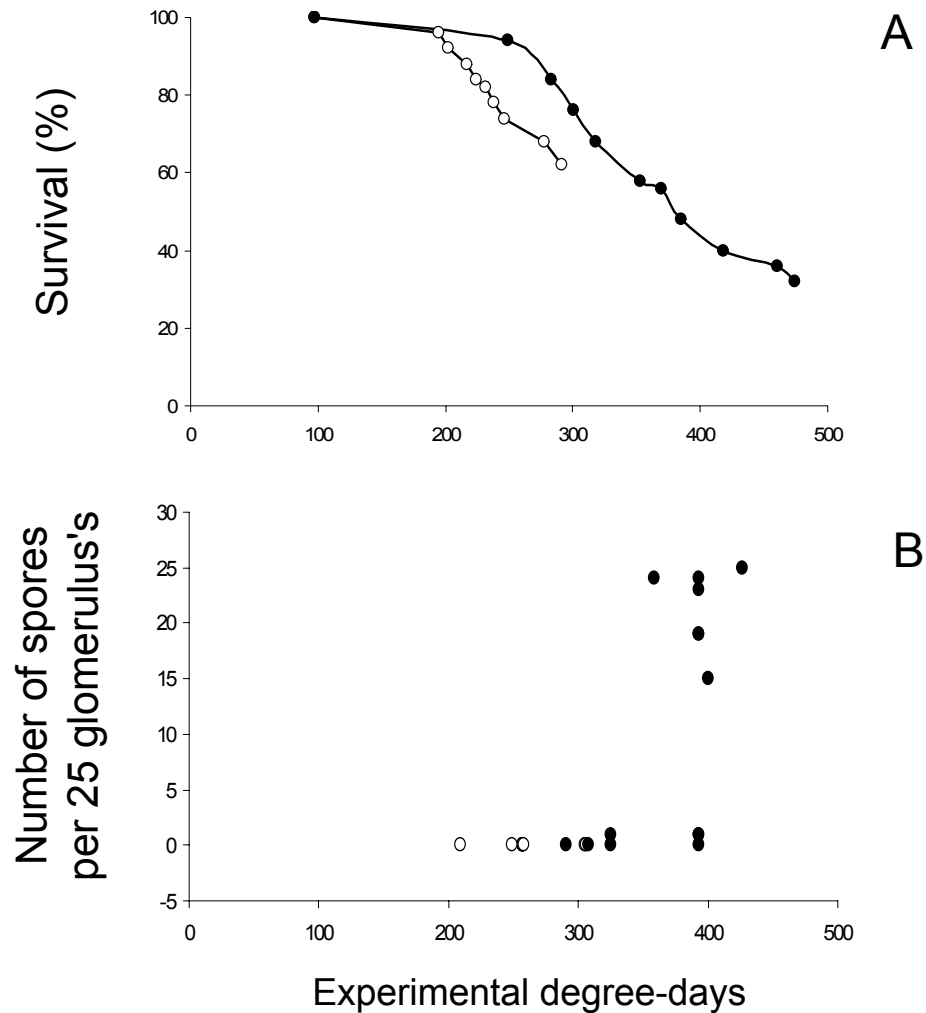 A
Survival (%)
100
80
60
40
20
0
0 100 200 300 400 500
B
Number of spores
per 25 glomerulus's
30
25
20
15
10
5
0
-5
0 100 200 300 400 500
Experimental degree-days